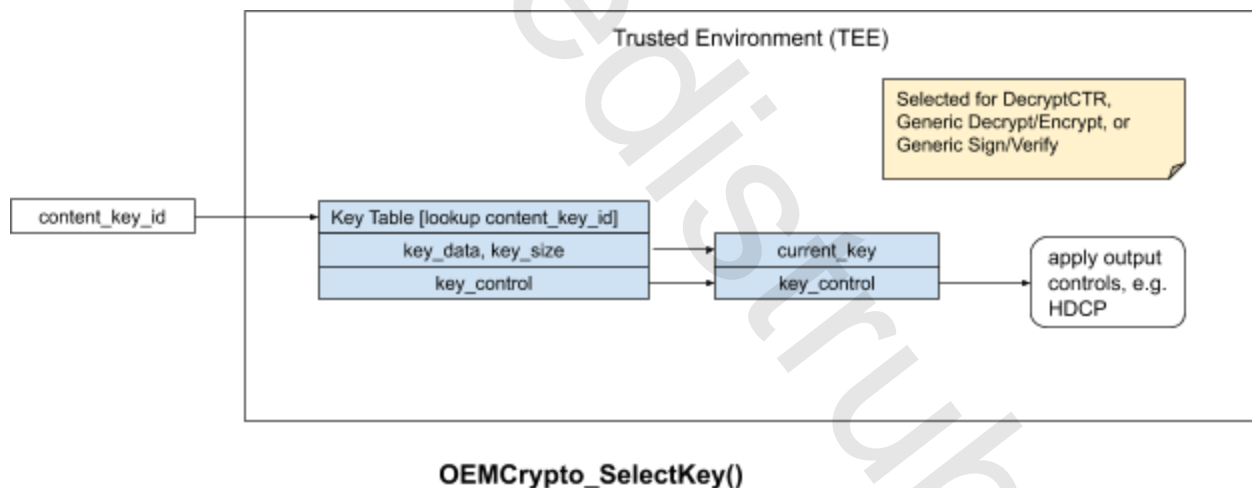 Trusted Environment (TEE)
Selected for DecryptCTR,
Generic Decrypt/Encrypt, or
Generic Sign/Verify
content_key_id
Key Table [lookup content_key_id]
key_data, key_size
key_control
current_key
key_control
apply output
controls, e.g.
HDCP
OEMCrypto_SelectKey()